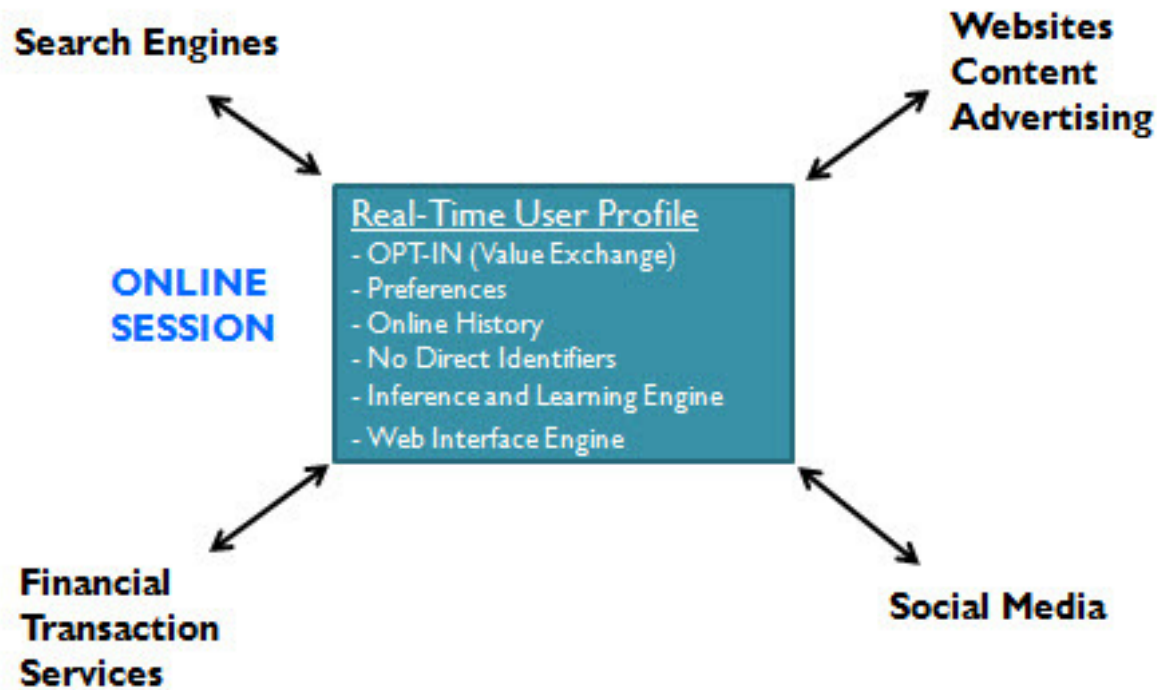 Search Engines
Websites
Content
Advertising
Real-Time User Profile
- OPT-IN (Value Exchange)
- Preferences
- Online History
- No Direct Identifiers
- Inference and Learning Engine
- Web Interface Engine
ONLINE
SESSION
Financial
Transaction
Services
Social Media